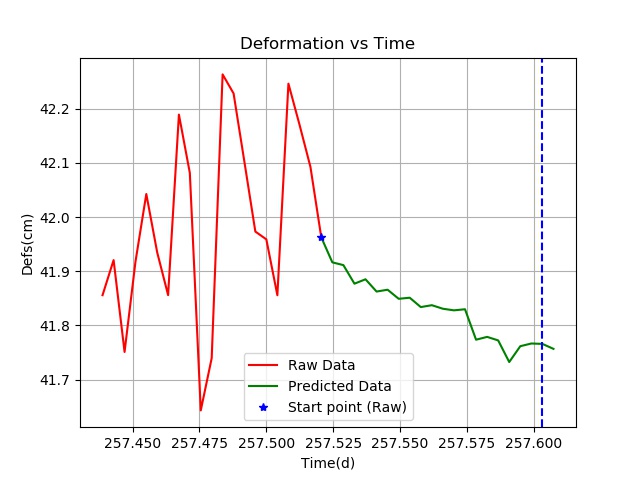 Deformation vs Time
Defs(cm)
42.2
42.1
42.0
41.9
41.8
41.7
Raw Data
Predicted Data
Start point (Raw)
257.450 257.475 257.500 257.525 257.550 257.575 257.600
Time(d)